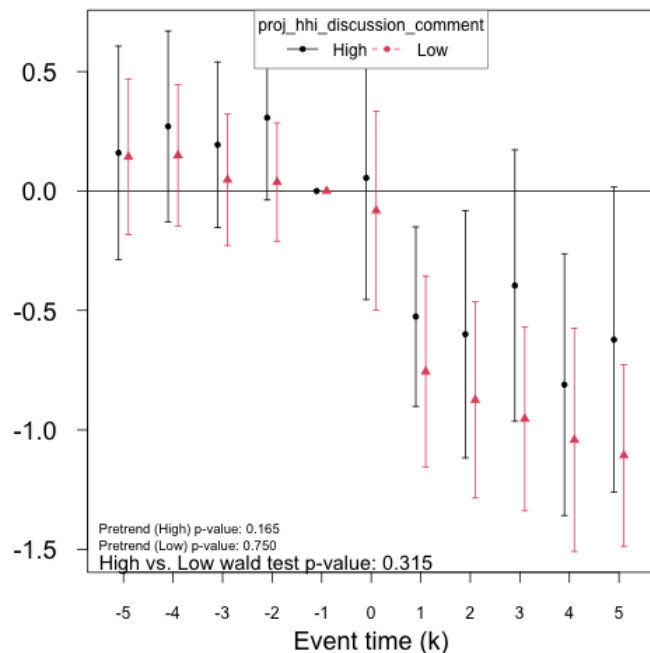 proj_hhi_discussion_comment
High Low
0.5
0.0
-0.5
-1.0
-1.5
Pretrend (High) p-value: 0.165
Pretrend (Low) p-value: 0.750
High vs. Low wald test p-value: 0.315
-5 -4 -3 -2 -1 0 1 2 3 4 5
Event time (k)